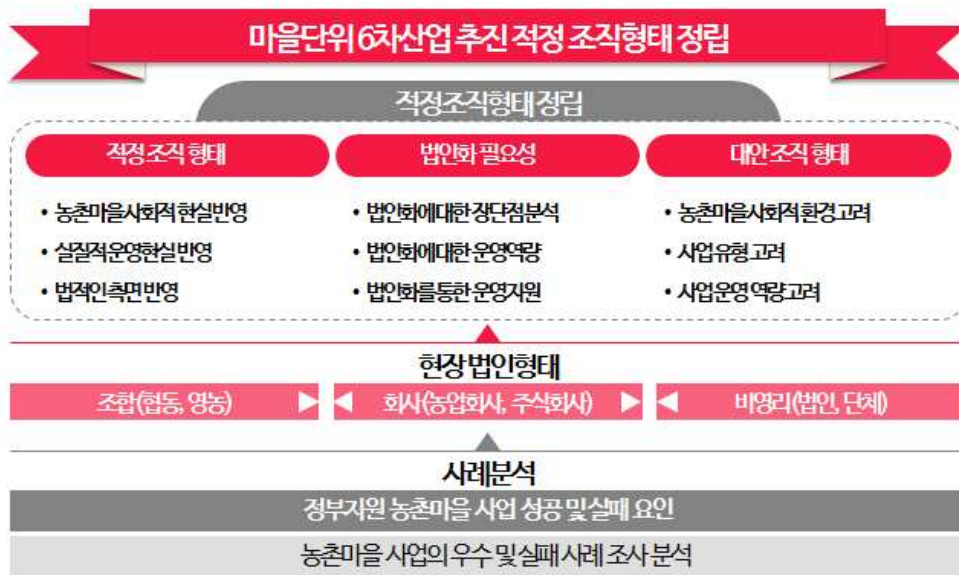 마을단위 6차산업 추진 적정 조직형태 정립
적정조직형태 정립
적정 조직 형태
• 농촌마을 사회적 현실 반영
• 실질적 운영현실 반영
• 법적인 측면 반영
법인화 필요성
• 법인화에 대한 장단점 분석
• 법인화에 대한 운영역량
• 법인화를 통한 운영지원
대안 조직 형태
• 농촌마을 사회적 환경 고려
• 사업 유형 고려
• 사업 운영 역량 고려
현장 법인형태
조합(협동, 영농)
회사(농업회사, 주식회사)
비영리(법인, 단체)
사례분석
정부지원 농촌마을 사업 성공 및 실패 요인
농촌마을 사업의 우수 및 실패 사례 조사 분석